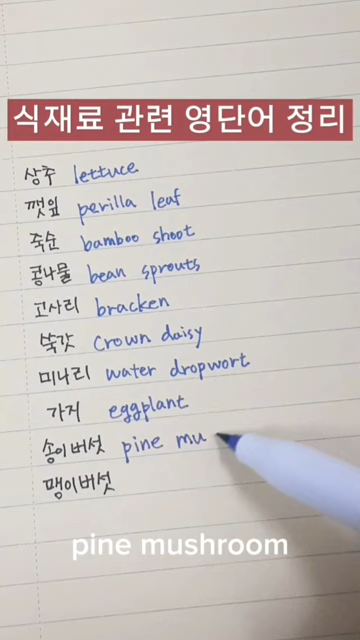 식재료 관련 영단어 정리
상추 lettuce
깻잎 perilla leaf
죽순 bamboo shoot
콩나물 bean sprouts
고사리 bracken
쑥갓 crown daisy
미나리 water dropwort
가지 eggplant
송이버섯 pine mu
팽이버섯
pine mushroom